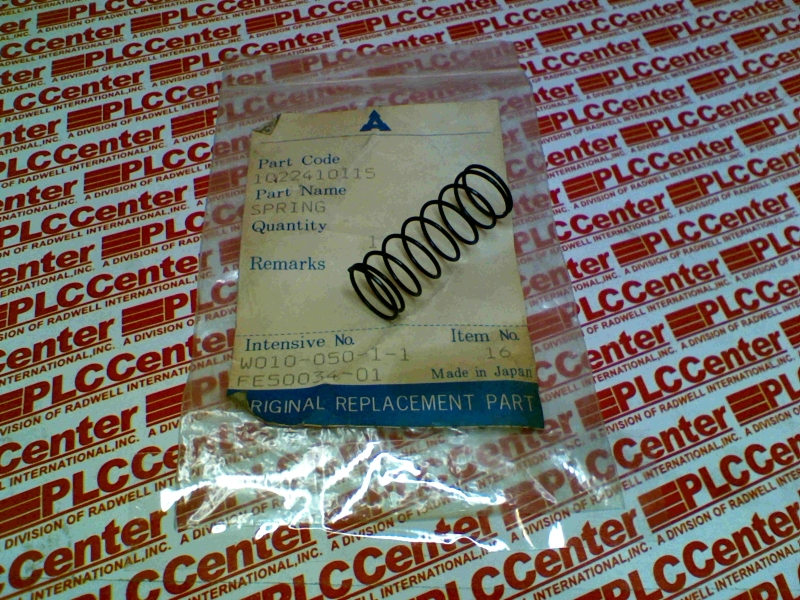 Part Code
1Q22410115
Part Name
SPRING
Quantity
1
Remarks
Intensive No. Item No.
W010-050-1-1 16
FES0034-01 Made in Japan
RIGINAL REPLACEMENT PART
PLCCenter
A DIVISION OF RADWELL INTERNATIONAL, INC.